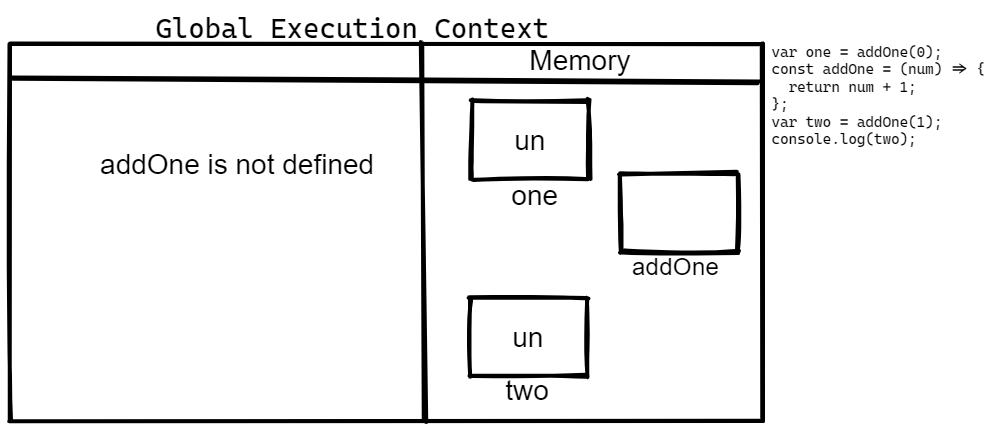 Global Execution Context
Memory
addOne is not defined
un
one
addOne
un
two
var one = addOne(0);
const addOne = (num) => {
  return num + 1;
};
var two = addOne(1);
console.log(two);